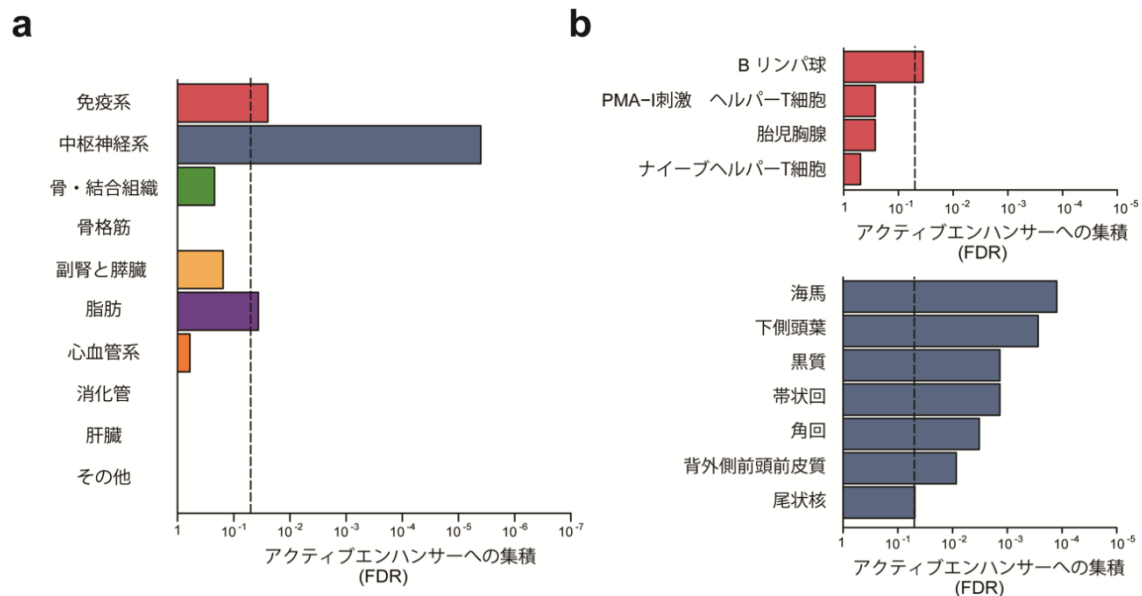 a
免疫系
中枢神経系
骨・結合組織
骨格筋
副腎と膵臓
脂肪
心血管系
消化管
肝臓
その他
1 10-1 10-2 10-3 10-4 10-5 10-6 10-7
アクティブエンハンサーへの集積
(FDR)
b
B リンパ球
PMA−I刺激 ヘルパーT細胞
胎児胸腺
ナイーブヘルパーT細胞
1 10-1 10-2 10-3 10-4 10-5
アクティブエンハンサーへの集積
(FDR)
海馬
下側頭葉
黒質
帯状回
角回
背外側前頭前皮質
尾状核
1 10-1 10-2 10-3 10-4 10-5
アクティブエンハンサーへの集積
(FDR)